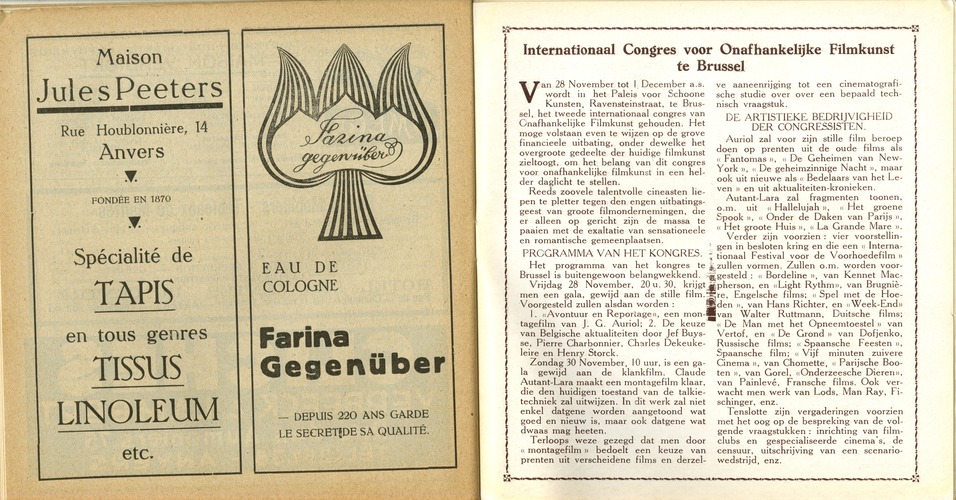 Maison
Jules Peeters
Rue Houblonnière, 14
Anvers
FONDÉE EN 1870
Spécialité de
TAPIS
en tous genres
TISSUS
LINOLEUM
etc.
Farina
gegenüber
EAU DE
COLOGNE
Farina
Gegenüber
— DEPUIS 220 ANS GARDE
LE SECRET DE SA QUALITÉ.
Internationaal Congres voor Onafhankelijke Filmkunst
te Brussel
Van 28 November tot 1 December a.s.
wordt in het Paleis voor Schoone
Kunsten, Ravensteinstraat, te Brus-
sel, het tweede internationaal congres van
Onafhankelijke Filmkunst gehouden. Het
moge volstaan even te wijzen op de grove
financieele uitbating, onder dewelke het
overgroote gedeelte der huidige filmkunst
zieltoogt, om het belang van dit congres
voor onafhankelijke filmkunst in een hel-
der daglicht te stellen.
Reeds zoovele talentvolle cineasten lie-
pen te pletter tegen den engen uitbatings-
geest van groote filmondernemingen, die
er alleen op gericht zijn de massa te
paaien met de exaltatie van sensationeele
en romantische gemeenplaatsen.
PROGRAMMA VAN HET KONGRES.
Het programma van het kongres te
Brussel is buitengewoon belangwekkend.
Vrijdag 28 November, 20 u. 30, krijgt
men een gala, gewijd aan de stille film.
Voorgesteld zullen alsdan worden :
1. «Avontuur en Reportage», een mon-
tagefilm van J. G. Auriol; 2. De keuze
van Belgische aktualiteiten door Jef Buys-
se, Pierre Charbonnier, Charles Dekeuke-
leire en Henry Storck.
Zondag 30 November, 10 uur, is een ga-
la gewijd aan de klankfilm. Claude
Autant-Lara maakt een montagefilm klaar,
die den huidigen toestand van de talkie-
techniek zal uitwijzen. In dit werk zal niet
enkel datgene worden aangetoond wat
goed en nieuw is, maar ook datgene wat
dwaas mag heeten.
Terloops weze gezegd dat men door
« montagefilm » bedoelt een keuze van
prenten uit verscheidene films en derzel-
ve aaneenrijging tot een cinematografi-
sche studie over over een bepaald tech-
nisch vraagstuk.
DE ARTISTIEKE BEDRIJVIGHEID
DER CONGRESSISTEN.
Auriol zal voor zijn stille film beroep
doen op prenten uit de oude films als
« Fantomas », « De Geheimen van New-
York », « De geheimzinnige Nacht », maar
ook uit nieuwe als « Bedelaars van het Le-
ven » en uit aktualiteiten-kronieken.
Autant-Lara zal fragmenten toonen,
o.m. uit « Hallelujah », « Het groene
Spook », « Onder de Daken van Parijs »,
« Het groote Huis », « La Grande Mare ».
Verder zijn voorzien : vier voorstellin-
gen in besloten kring en die een « Interna-
tionaal Festival voor de Voorhoedefilm »
zullen vormen. Zullen o.m. worden voor-
gesteld : « Bordeline », van Kennet Mac-
pherson, en «Light Rythm», van Brugniè-
re, Engelsche films; « Spel met de Hoe-
den », van Hans Richter, en «Week-End»
van Walter Ruttmann, Duitsche films;
« De Man met het Opneemtoestel » van
Vertof, en « De Grond » van Dofjenko,
Russische films; « Spaansche Feesten »,
Spaansche film; « Vijf minuten zuivere
Cinema », van Chomette, « Parijsche Boo-
ten », van Gorel, «Onderzeesche Dieren»,
van Painlevé, Fransche films. Ook ver-
wacht men werk van Lods, Man Ray, Fi-
schinger, enz.
Tenslotte zijn vergaderingen voorzien
met het oog op de bespreking van de vol-
gende vraagstukken : inrichting van film-
clubs en gespecialiseerde cinema's, de
censuur, uitschrijving van een scenario-
wedstrijd, enz.